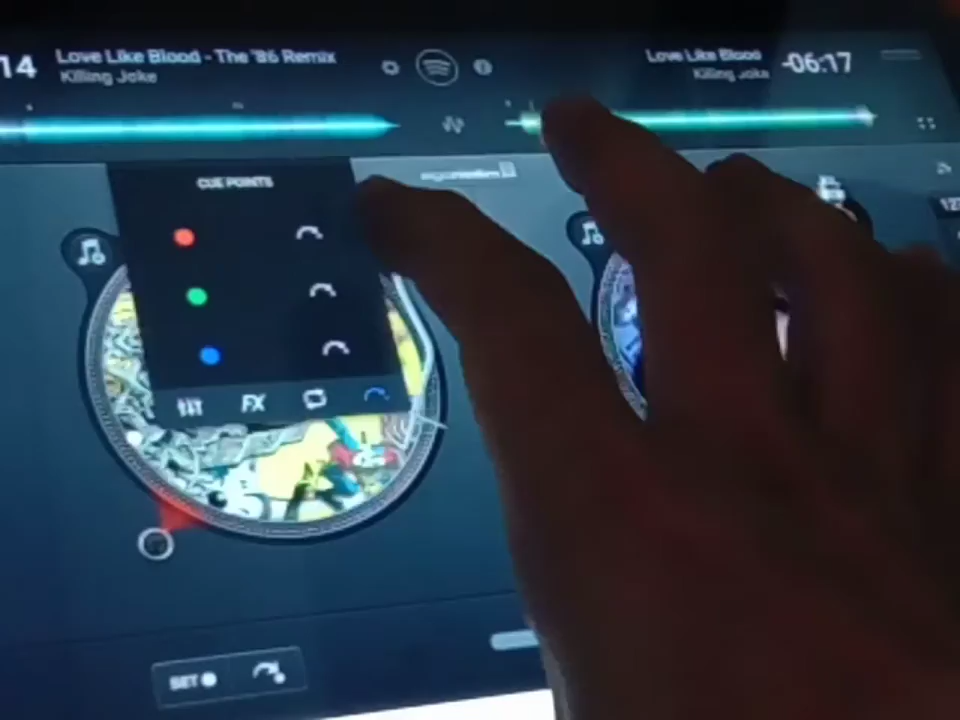 14
Love Like Blood - The '86 Remix
Killing Joke
Love Like Blood
Killing Joke
-06:17
CUE POINTS
FX
SET